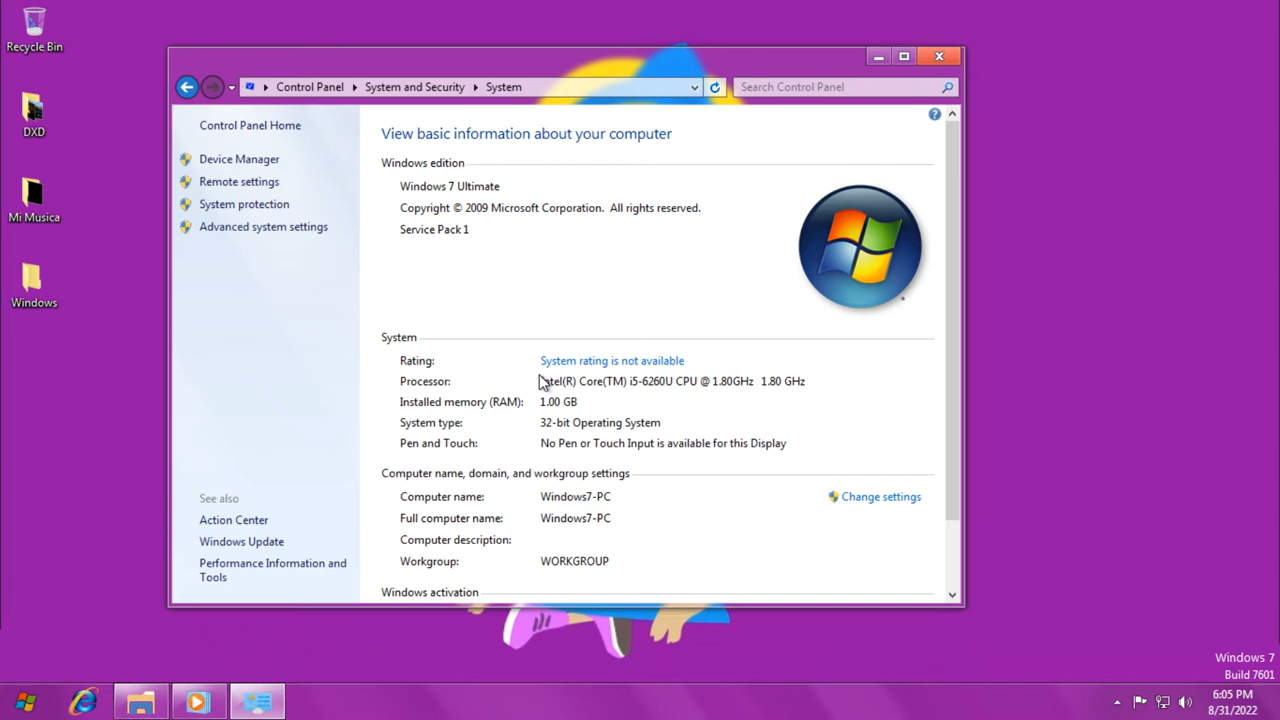 Recycle Bin
DXD
Mi Musica
Windows
Control Panel System and Security System
Search Control Panel
Control Panel Home
Device Manager
Remote settings
System protection
Advanced system settings
See also
Action Center
Windows Update
Performance Information and
Tools
View basic information about your computer
Windows edition
Windows 7 Ultimate
Copyright © 2009 Microsoft Corporation. All rights reserved.
Service Pack 1
System
Rating: System rating is not available
Processor: Intel(R) Core(TM) i5-6260U CPU @ 1.80GHz 1.80 GHz
Installed memory (RAM): 1.00 GB
System type: 32-bit Operating System
Pen and Touch: No Pen or Touch Input is available for this Display
Computer name, domain, and workgroup settings
Computer name: Windows7-PC Change settings
Full computer name: Windows7-PC
Computer description:
Workgroup: WORKGROUP
Windows activation
Windows 7
Build 7601
6:05 PM
8/31/2022